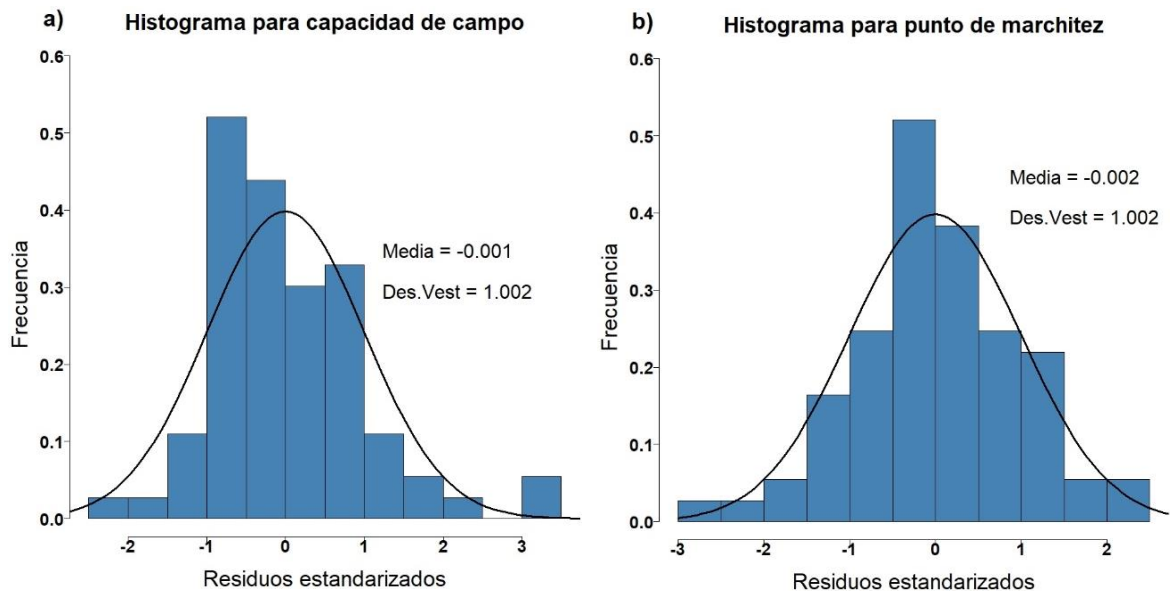 a)
Histograma para capacidad de campo
0.6
0.5
0.4
0.3
0.2
0.1
0.0
Frecuencia
Media = -0.001
Des.Vest = 1.002
-2 -1 0 1 2 3
Residuos estandarizados
b)
Histograma para punto de marchitez
0.6
0.5
0.4
0.3
0.2
0.1
0.0
Frecuencia
Media = -0.002
Des.Vest = 1.002
-3 -2 -1 0 1 2
Residuos estandarizados